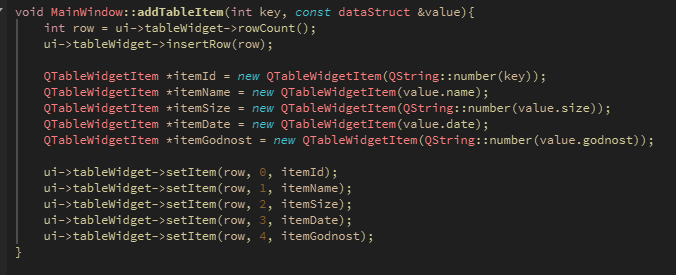 void MainWindow::addTableItem(int key, const dataStruct &value){
    int row = ui->tableWidget->rowCount();
    ui->tableWidget->insertRow(row);

    QTableWidgetItem *itemId = new QTableWidgetItem(QString::number(key));
    QTableWidgetItem *itemName = new QTableWidgetItem(value.name);
    QTableWidgetItem *itemSize = new QTableWidgetItem(QString::number(value.size));
    QTableWidgetItem *itemDate = new QTableWidgetItem(value.date);
    QTableWidgetItem *itemGodnost = new QTableWidgetItem(QString::number(value.godnost));

    ui->tableWidget->setItem(row, 0, itemId);
    ui->tableWidget->setItem(row, 1, itemName);
    ui->tableWidget->setItem(row, 2, itemSize);
    ui->tableWidget->setItem(row, 3, itemDate);
    ui->tableWidget->setItem(row, 4, itemGodnost);
}